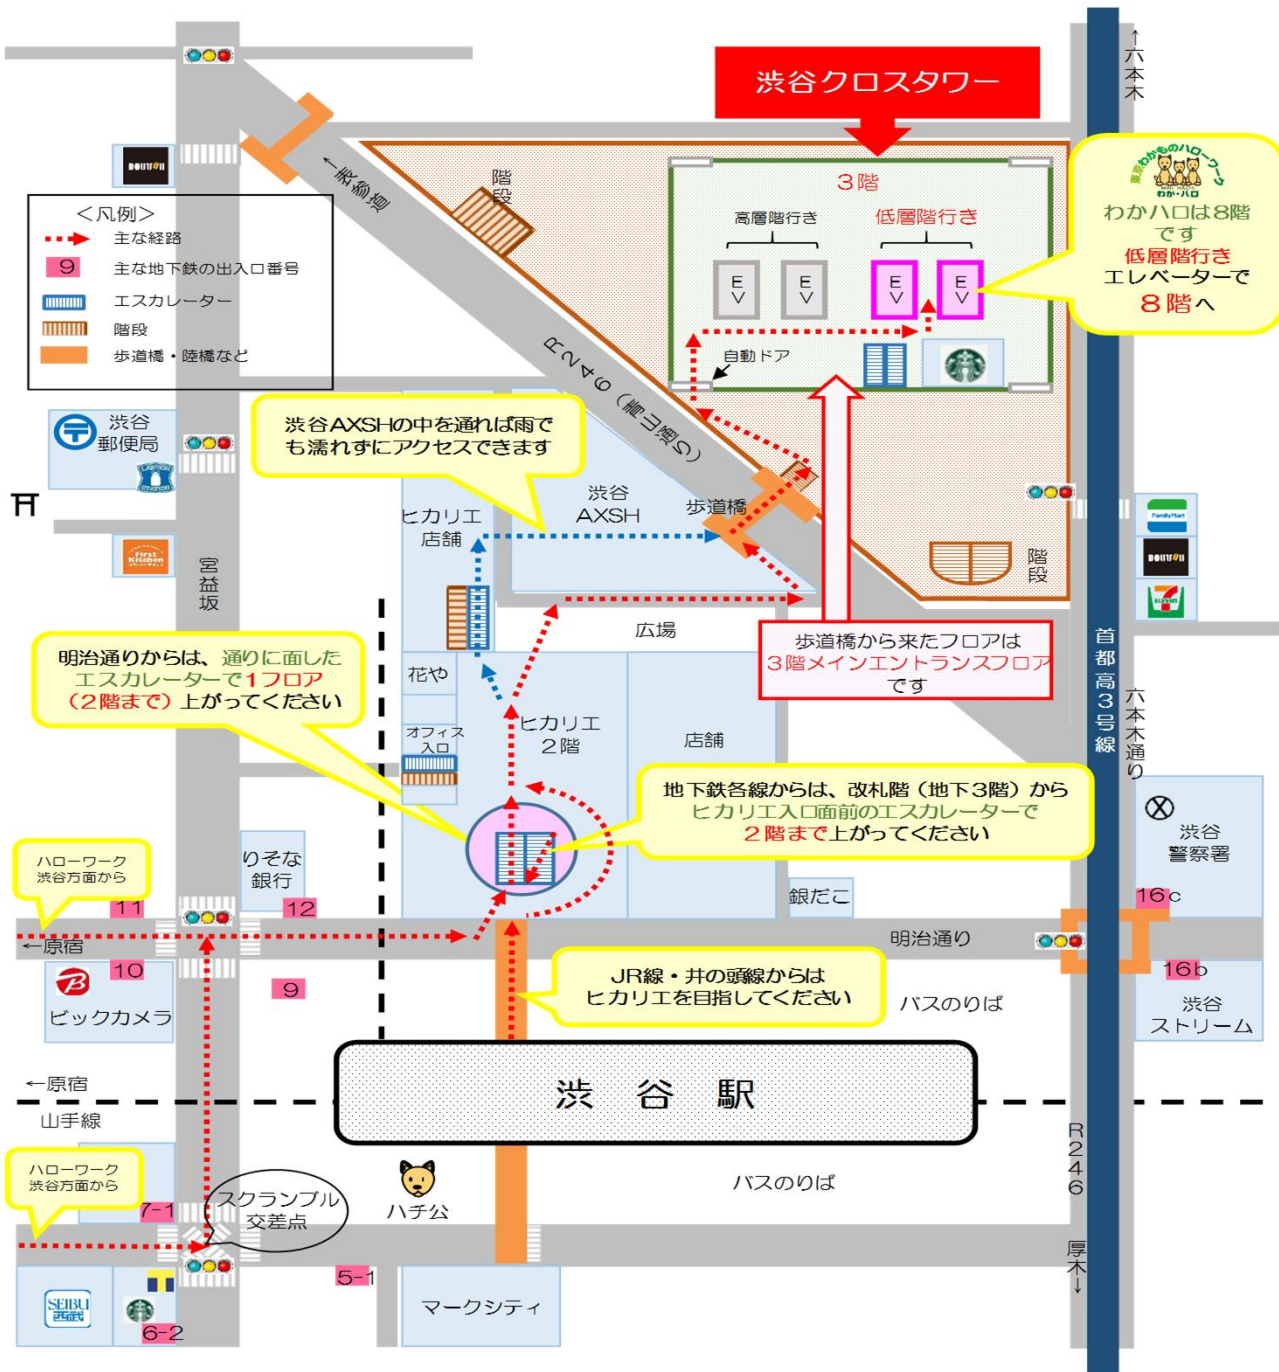 渋谷クロスタワー
↑六本木
DOUTOR
＜凡例＞
主な経路
9
主な地下鉄の出入口番号
エスカレーター
階段
歩道橋・陸橋など
←表参道
階段
3階
高層階行き
低層階行き
EV
EV
EV
EV
自動ドア
東京わかものハローワーク
わか・ハロ
わかハロは8階
です
低層階行き
エレベーターで
8階へ
R246（青山通り）
渋谷AXSHの中を通れば雨で
も濡れずにアクセスできます
渋谷
郵便局
LAWSON
STATION
First
Kitchen
宮益坂
ヒカリエ
店舗
渋谷
AXSH
歩道橋
階段
FamilyMart
DOUTOR
広場
歩道橋から来たフロアは
3階メインエントランスフロア
です
首都高3号線
六本木通り
明治通りからは、通りに面した
エスカレーターで1フロア
（2階まで）上がってください
花や
オフィス
入口
ヒカリエ
2階
店舗
地下鉄各線からは、改札階（地下3階）から
ヒカリエ入口面前のエスカレーターで
2階まで上がってください
渋谷
警察署
ハローワーク
渋谷方面から
りそな
銀行
11
12
銀だこ
16c
←原宿
明治通り
10
9
16b
ビックカメラ
JR線・井の頭線からは
ヒカリエを目指してください
バスのりば
渋谷
ストリーム
←原宿
山手線
渋谷駅
ハローワーク
渋谷方面から
7-1
スクランブル
交差点
ハチ公
バスのりば
R246
厚木→
5-1
SEIBU
西武
6-2
マークシティ